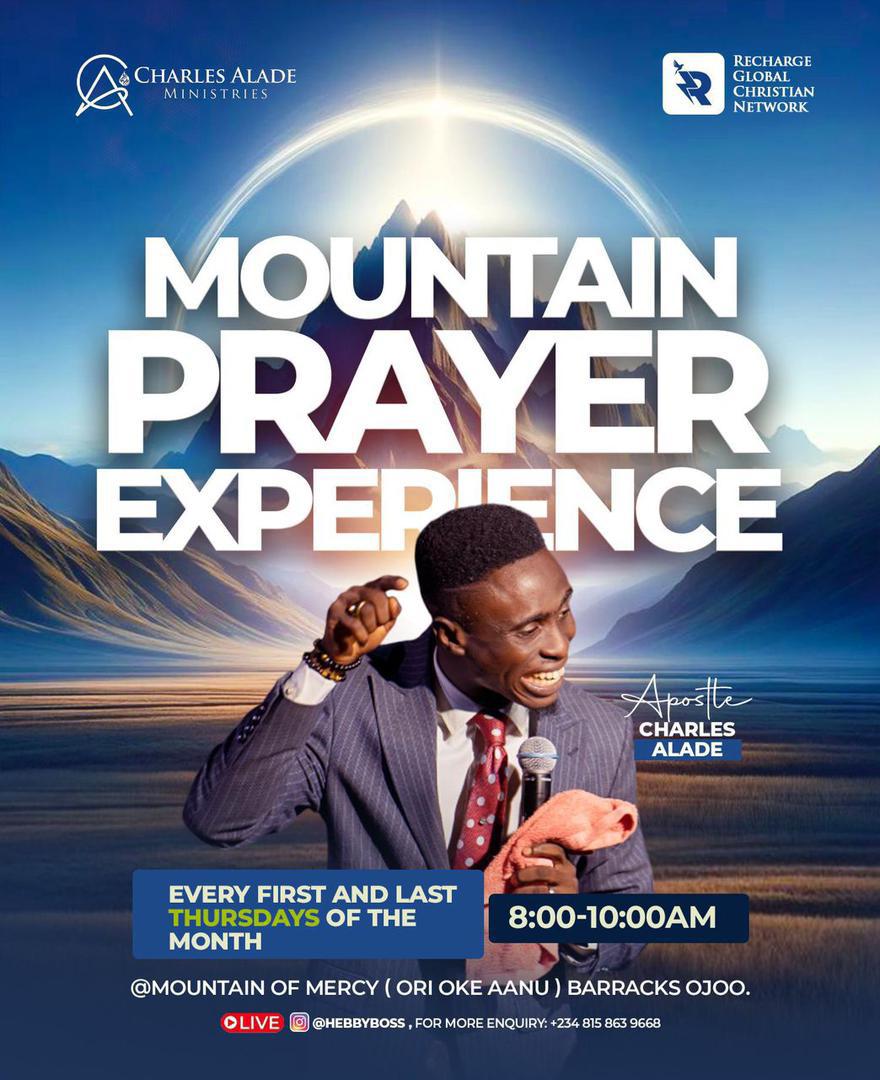 CHARLES ALADE
MINISTRIES
RECHARGE
GLOBAL
CHRISTIAN
NETWORK
MOUNTAIN
PRAYER
EXPERIENCE
Apostle
CHARLES
ALADE
EVERY FIRST AND LAST
THURSDAYS OF THE
MONTH
8:00-10:00AM
@MOUNTAIN OF MERCY ( ORI OKE AANU ) BARRACKS OJOO.
LIVE @HEBBYBOSS , FOR MORE ENQUIRY: +234 815 863 9668